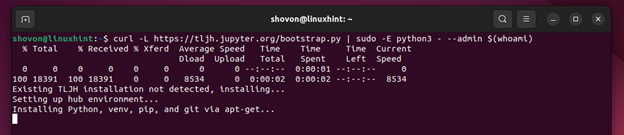 shovon@linuxhint: ~
shovon@linuxhint:~$ curl -L https://tljh.jupyter.org/bootstrap.py | sudo -E python3 - --admin $(whoami)
  % Total    % Received % Xferd  Average Speed   Time    Time     Time  Current
                                 Dload  Upload   Total   Spent    Left  Speed
  0     0    0     0    0     0      0      0 --:--:--  0:00:01 --:--:--     0
100 18391  100 18391    0     0   8534      0  0:00:02  0:00:02 --:--:--  8534
Existing TLJH installation not detected, installing...
Setting up hub environment...
Installing Python, venv, pip, and git via apt-get...